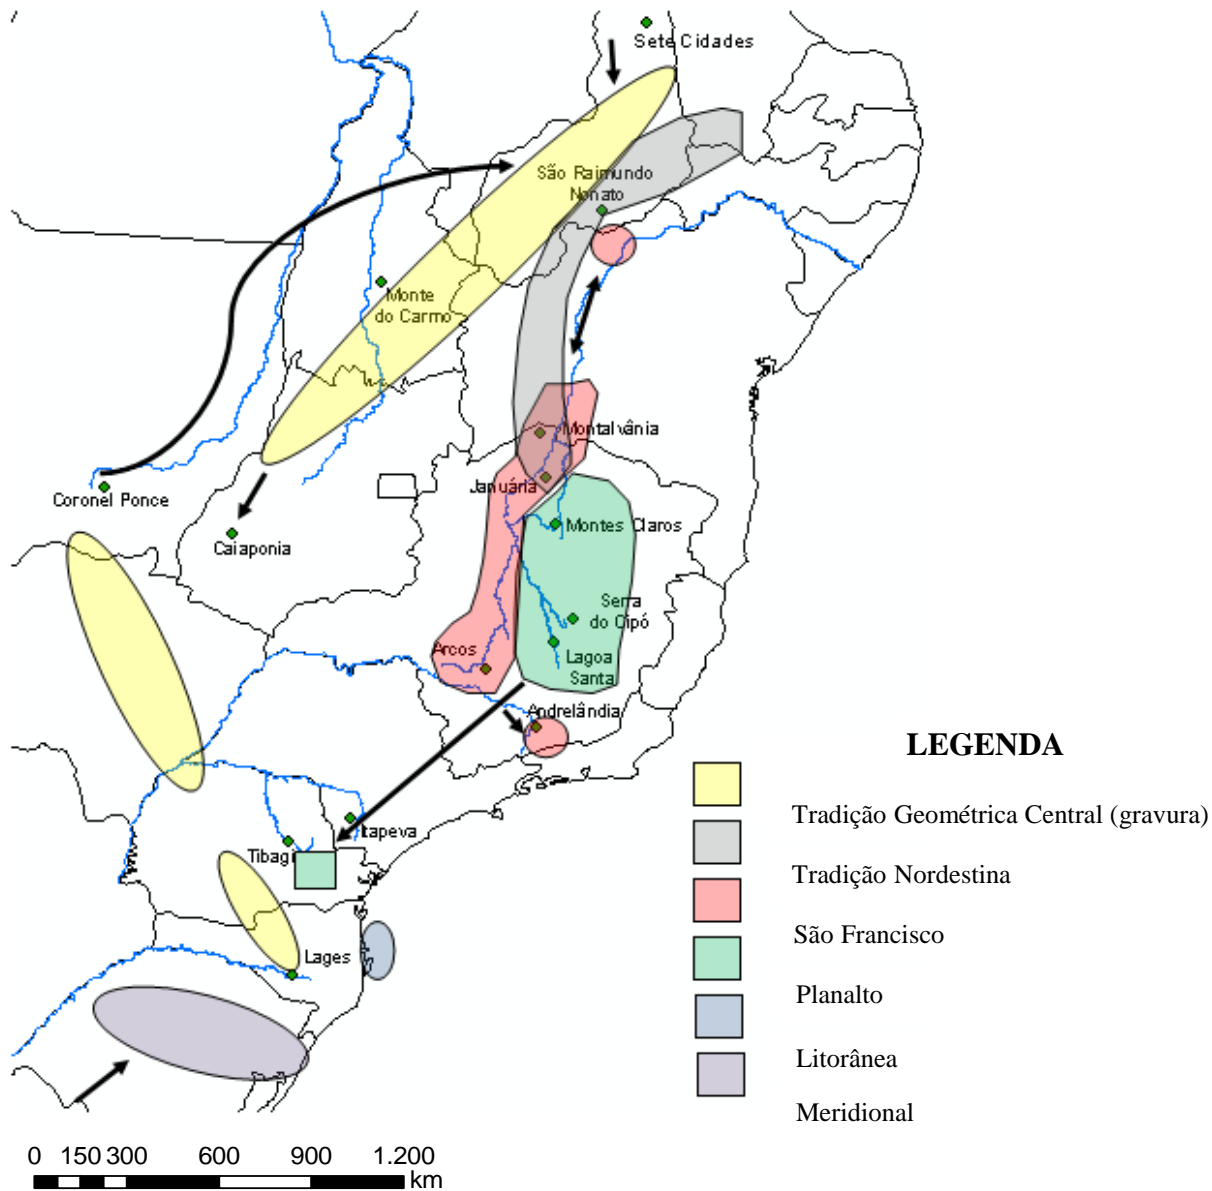 Sete Cidades
São Raimundo
Nonato
Monte
do Carmo
Montalvânia
Januária
Coronel Ponce
Montes Claros
Caiaponia
Serra
do Cipó
Arcos
Lagoa
Santa
Andrelândia
LEGENDA
Tradição Geométrica Central (gravura)
Tradição Nordestina
São Francisco
Planalto
Litorânea
Meridional
Itapeva
Tibagi
Lages
0 150 300 600 900 1.200
km